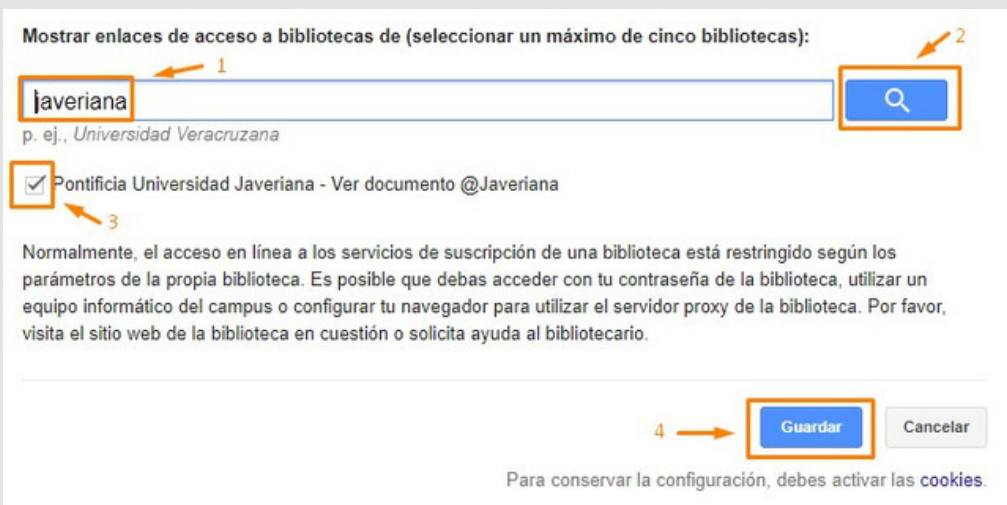 Mostrar enlaces de acceso a bibliotecas de (seleccionar un máximo de cinco bibliotecas):
2
1
javeriana
p. ej., Universidad Veracruzana
Pontificia Universidad Javeriana - Ver documento @Javeriana
3
Normalmente, el acceso en línea a los servicios de suscripción de una biblioteca está restringido según los
parámetros de la propia biblioteca. Es posible que debas acceder con tu contraseña de la biblioteca, utilizar un
equipo informático del campus o configurar tu navegador para utilizar el servidor proxy de la biblioteca. Por favor,
visita el sitio web de la biblioteca en cuestión o solicita ayuda al bibliotecario.
4
Guardar
Cancelar
Para conservar la configuración, debes activar las cookies.